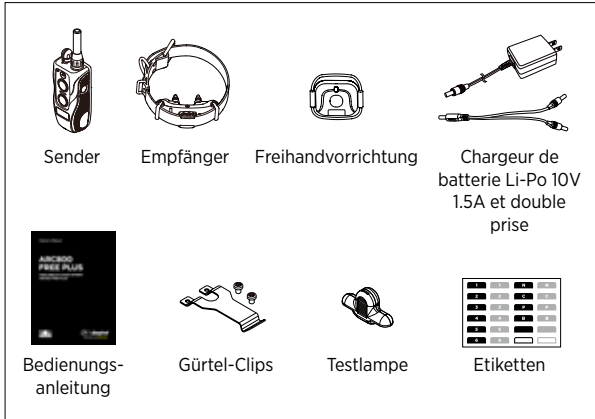 Sender
Empfänger
Freihandvorrichtung
Chargeur de
batterie Li-Po 10V
1.5A et double
prise
ARC800
FREE PLUS
Bedienungs-
anleitung
Gürtel-Clips
Testlampe
Etiketten